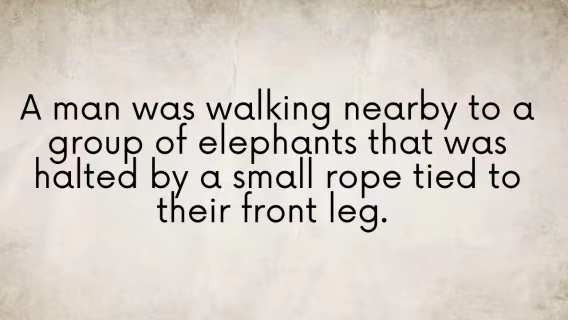 A man was walking nearby to a
group of elephants that was
halted by a small rope tied to
their front leg.